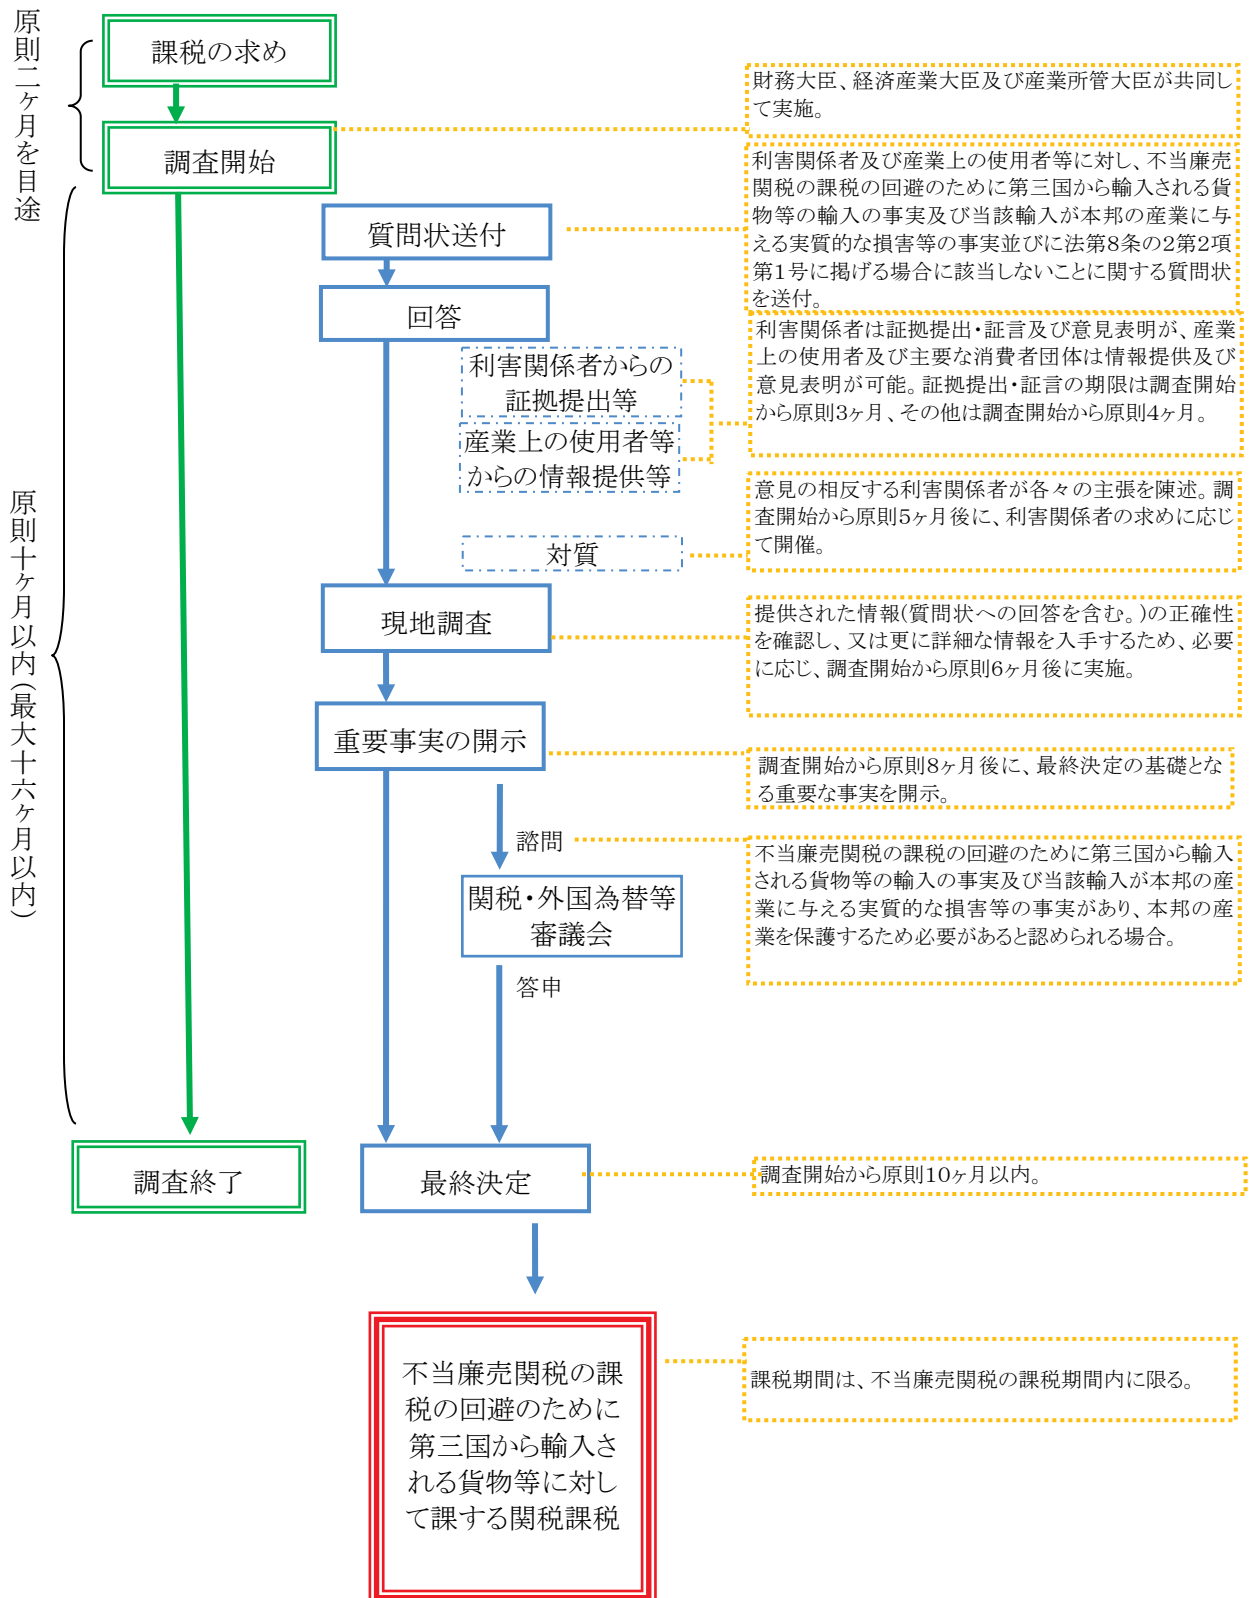 原則二ヶ月を目途
課税の求め
財務大臣、経済産業大臣及び産業所管大臣が共同し
て実施。
調査開始
利害関係者及び産業上の使用者等に対し、不当廉売
関税の課税の回避のために第三国から輸入される貨
物等の輸入の事実及び当該輸入が本邦の産業に与
える実質的な損害等の事実並びに法第8条の2第2項
第1号に掲げる場合に該当しないことに関する質問状
を送付。
質問状送付
回答
利害関係者は証拠提出・証言及び意見表明が、産業
上の使用者及び主要な消費者団体は情報提供及び
意見表明が可能。証拠提出・証言の期限は調査開始
から原則3ヶ月、その他は調査開始から原則4ヶ月。
利害関係者からの
証拠提出等
産業上の使用者等
からの情報提供等
意見の相反する利害関係者が各々の主張を陳述。調
査開始から原則5ヶ月後に、利害関係者の求めに応じ
て開催。
対質
原則十ヶ月以内(最大十六ヶ月以内)
現地調査
提供された情報(質問状への回答を含む。)の正確性
を確認し、又は更に詳細な情報を入手するため、必要
に応じ、調査開始から原則6ヶ月後に実施。
重要事実の開示
調査開始から原則8ヶ月後に、最終決定の基礎とな
る重要な事実を開示。
諮問
不当廉売関税の課税の回避のために第三国から輸入
される貨物等の輸入の事実及び当該輸入が本邦の産
業に与える実質的な損害等の事実があり、本邦の産
業を保護するため必要があると認められる場合。
関税・外国為替等
審議会
答申
調査終了
最終決定
調査開始から原則10ヶ月以内。
不当廉売関税の課
税の回避のために
第三国から輸入さ
れる貨物等に対し
て課する関税課税
課税期間は、不当廉売関税の課税期間内に限る。